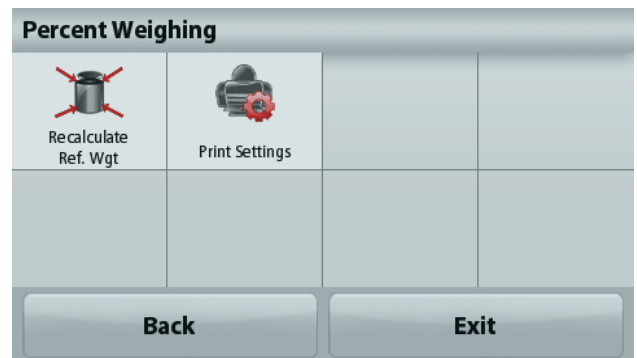 Percent Weighing
Recalculate
Ref. Wgt
Print Settings
Back
Exit